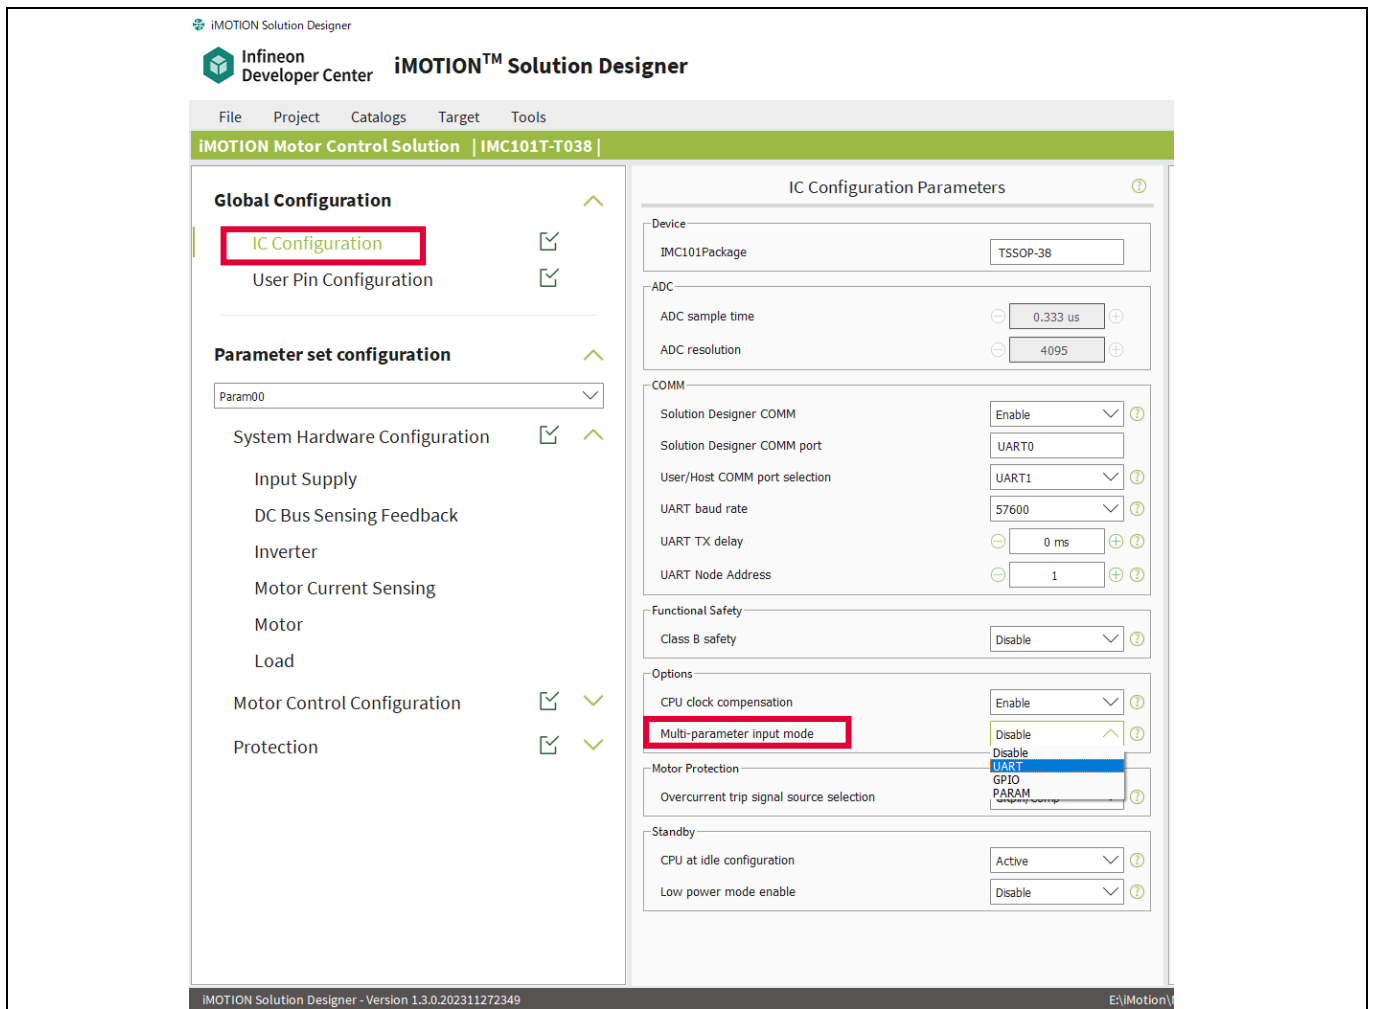 iMOTION Solution Designer
Infineon
Developer Center
iMOTION™ Solution Designer
File Project Catalogs Target Tools
iMOTION Motor Control Solution | IMC101T-T038 |
Global Configuration
IC Configuration
User Pin Configuration
Parameter set configuration
Param00
System Hardware Configuration
Input Supply
DC Bus Sensing Feedback
Inverter
Motor Current Sensing
Motor
Load
Motor Control Configuration
Protection
IC Configuration Parameters
Device
IMC101Package TSSOP-38
ADC
ADC sample time 0.333 us
ADC resolution 4095
COMM
Solution Designer COMM Enable
Solution Designer COMM port UART0
User/Host COMM port selection UART1
UART baud rate 57600
UART TX delay 0 ms
UART Node Address 1
Functional Safety
Class B safety Disable
Options
CPU clock compensation Enable
Multi-parameter input mode Disable
Disable
UART
GPIO
PARAM
Motor Protection
Overcurrent trip signal source selection
Standby
CPU at idle configuration Active
Low power mode enable Disable
iMOTION Solution Designer - Version 1.3.0.202311272349
E:\iMotion\